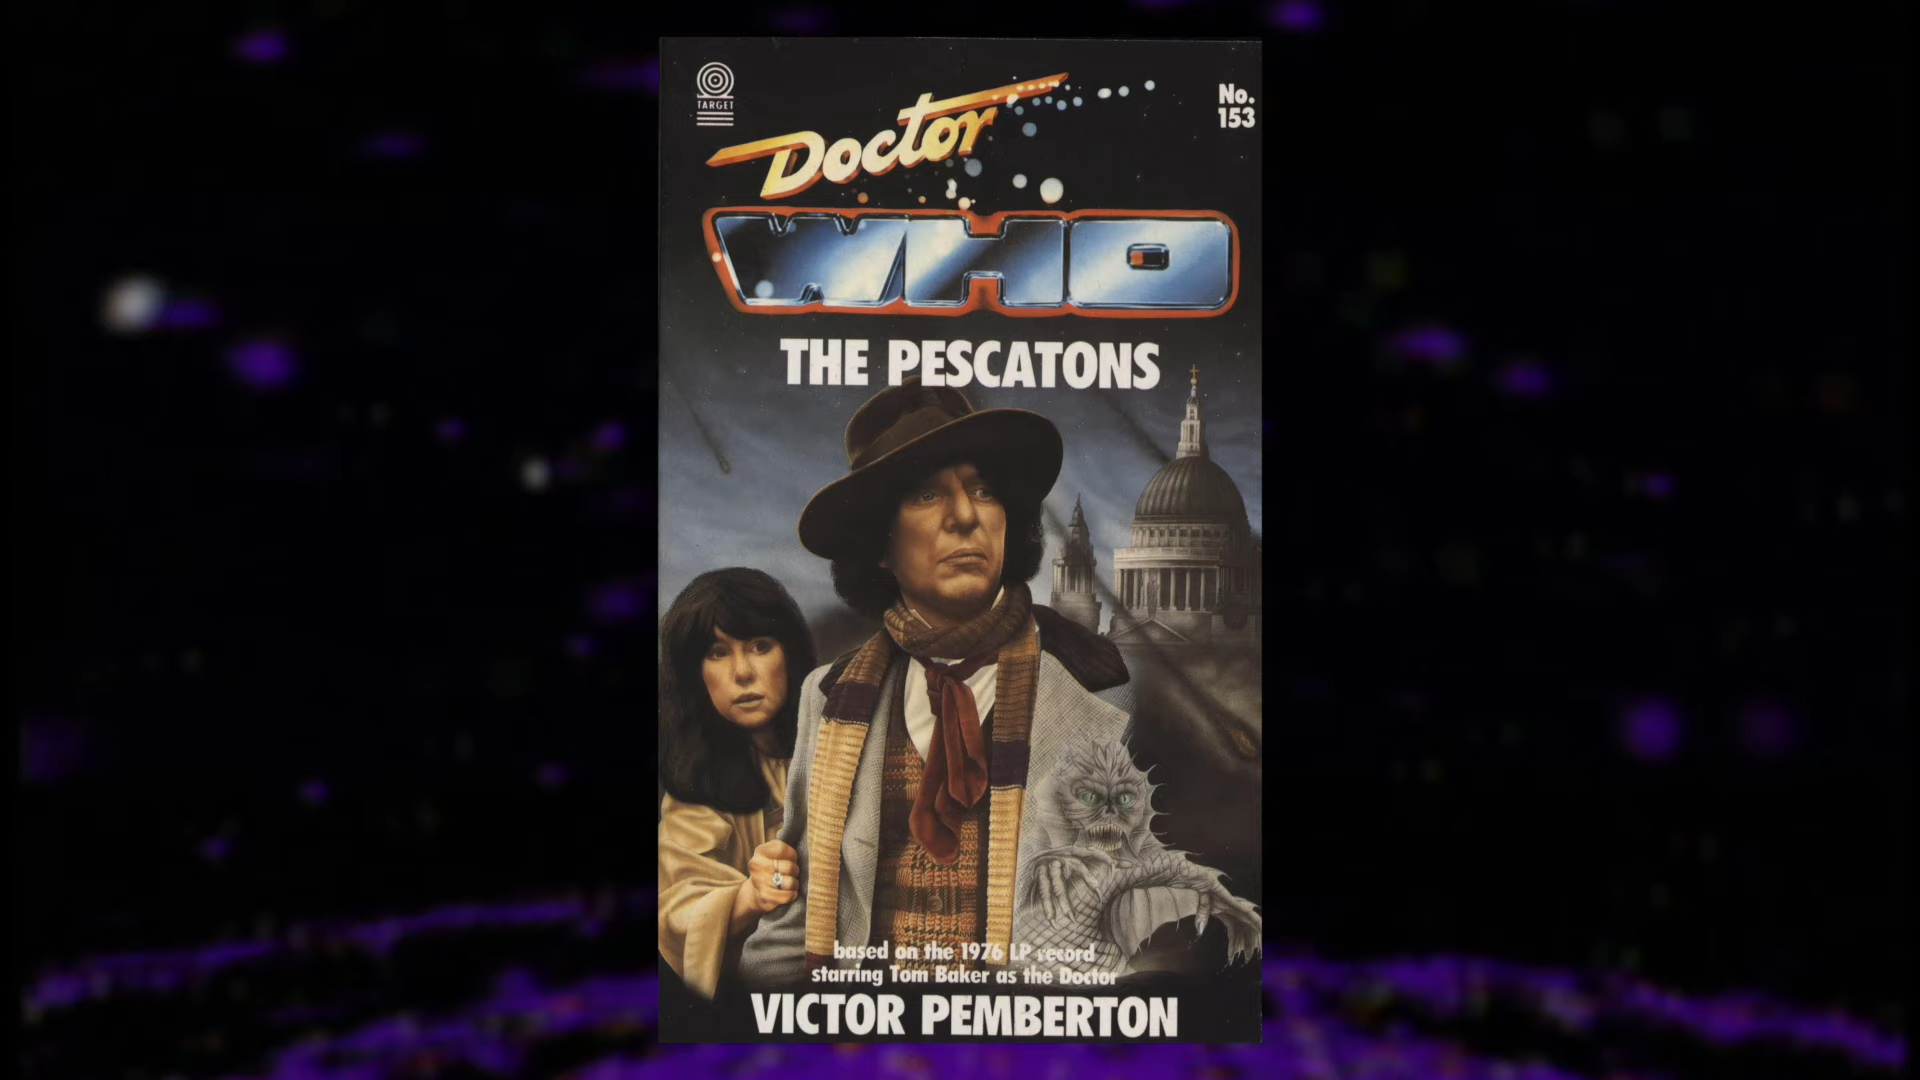 TARGET
No.
153
Doctor
WHO
THE PESCATONS
based on the 1976 LP record
starring Tom Baker as the Doctor
VICTOR PEMBERTON